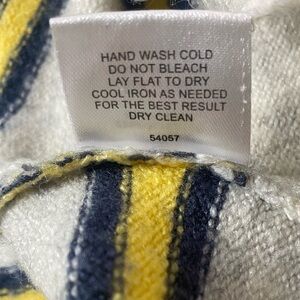 HAND WASH COLD
DO NOT BLEACH
LAY FLAT TO DRY
COOL IRON AS NEEDED
FOR THE BEST RESULT
DRY CLEAN
54057